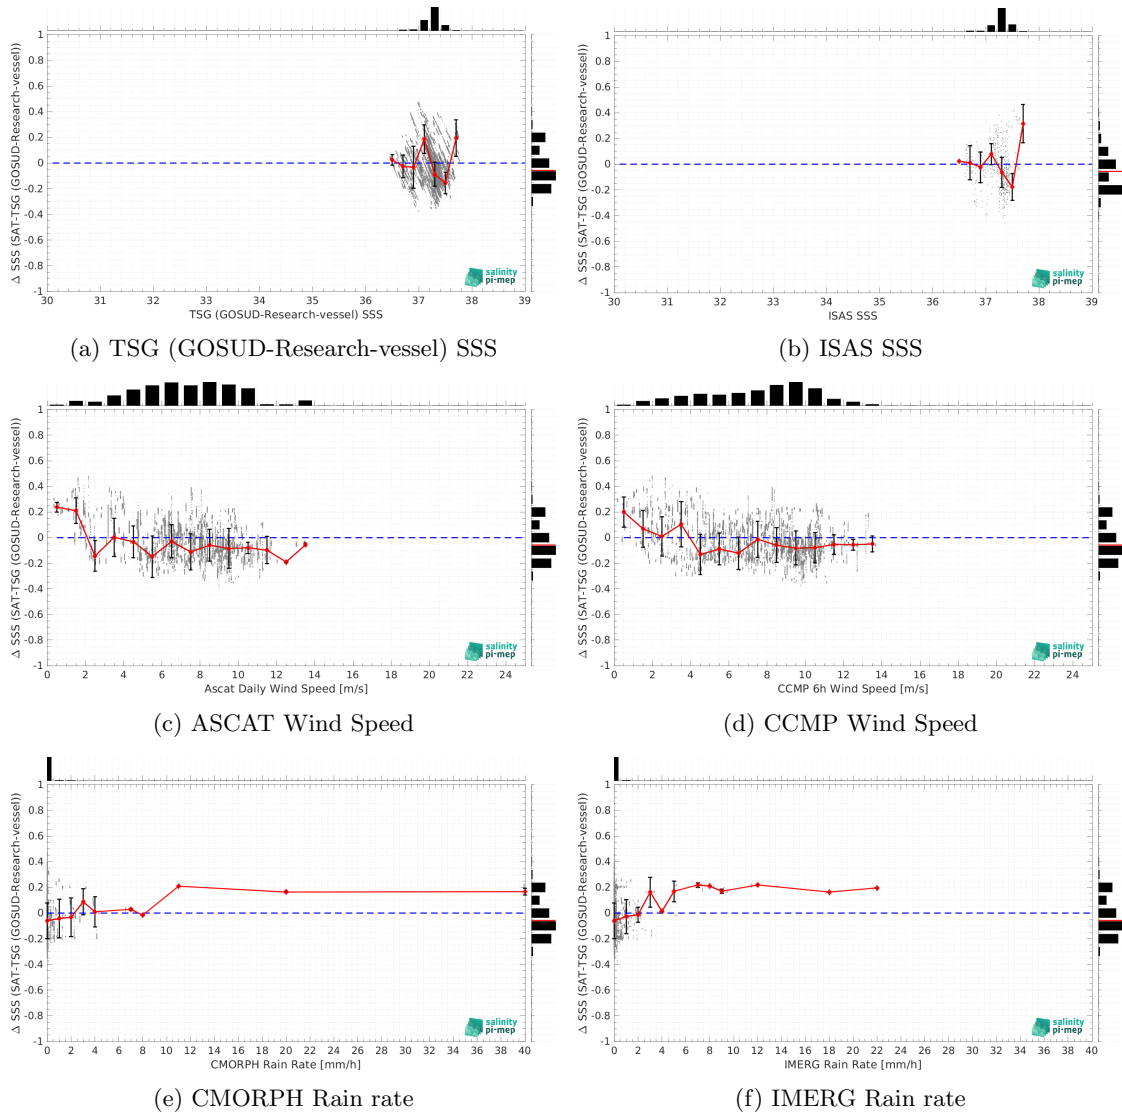 Δ SSS (SAT-TSG (GOSUD-Research-vessel))
1
0.8
0.6
0.4
0.2
0
-0.2
-0.4
-0.6
-0.8
-1
30 31 32 33 34 35 36 37 38 39
TSG (GOSUD-Research-vessel) SSS
salinity
pi-mep
(a) TSG (GOSUD-Research-vessel) SSS
Δ SSS (SAT-TSG (GOSUD-Research-vessel))
1
0.8
0.6
0.4
0.2
0
-0.2
-0.4
-0.6
-0.8
-1
30 31 32 33 34 35 36 37 38 39
ISAS SSS
salinity
pi-mep
(b) ISAS SSS
Δ SSS (SAT-TSG (GOSUD-Research-vessel))
1
0.8
0.6
0.4
0.2
0
-0.2
-0.4
-0.6
-0.8
-1
0 2 4 6 8 10 12 14 16 18 20 22 24
Ascat Daily Wind Speed [m/s]
salinity
pi-mep
(c) ASCAT Wind Speed
Δ SSS (SAT-TSG (GOSUD-Research-vessel))
1
0.8
0.6
0.4
0.2
0
-0.2
-0.4
-0.6
-0.8
-1
0 2 4 6 8 10 12 14 16 18 20 22 24
CCMP 6h Wind Speed [m/s]
salinity
pi-mep
(d) CCMP Wind Speed
Δ SSS (SAT-TSG (GOSUD-Research-vessel))
1
0.8
0.6
0.4
0.2
0
-0.2
-0.4
-0.6
-0.8
-1
0 2 4 6 8 10 12 14 16 18 20 22 24 26 28 30 32 34 36 38 40
CMORPH Rain Rate [mm/h]
salinity
pi-mep
(e) CMORPH Rain rate
Δ SSS (SAT-TSG (GOSUD-Research-vessel))
1
0.8
0.6
0.4
0.2
0
-0.2
-0.4
-0.6
-0.8
-1
0 2 4 6 8 10 12 14 16 18 20 22 24 26 28 30 32 34 36 38 40
IMERG Rain Rate [mm/h]
salinity
pi-mep
(f) IMERG Rain rate